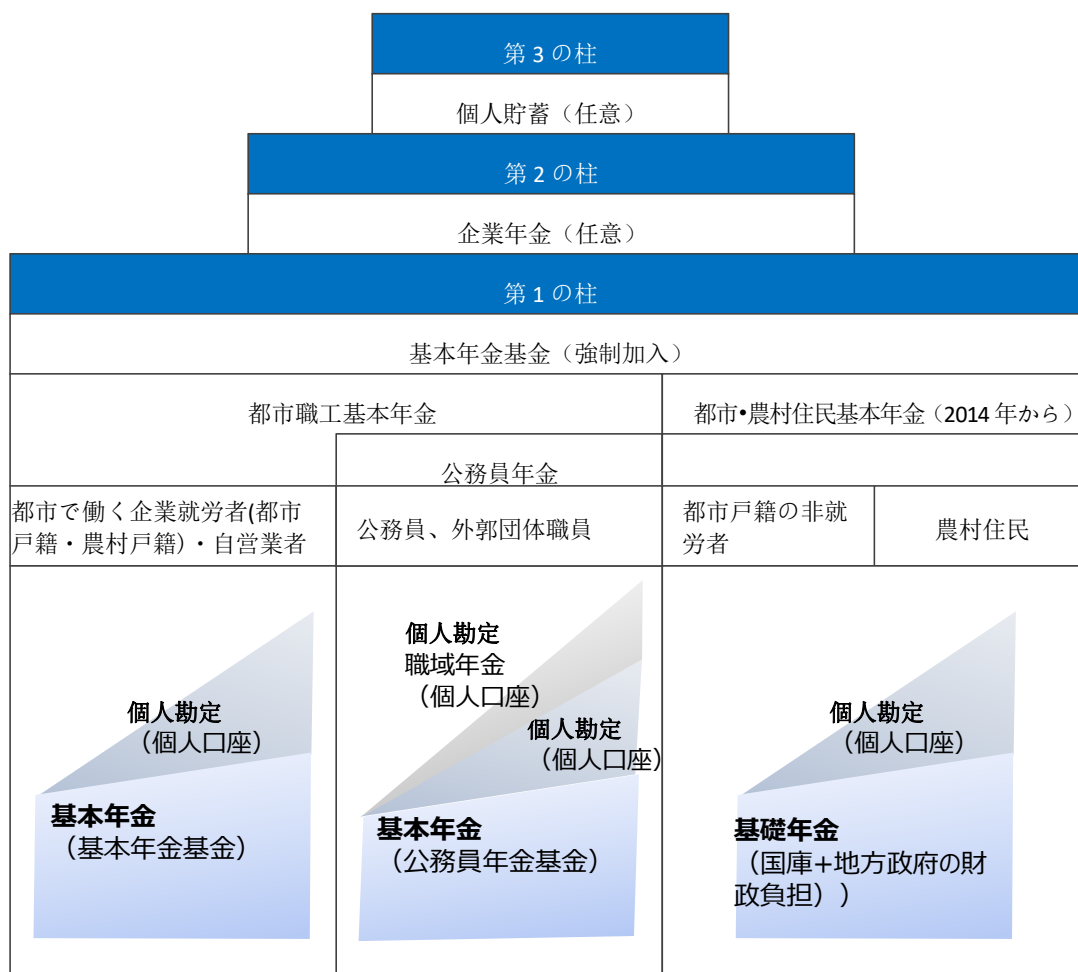 第 3 の柱
個人貯蓄（任意）
第 2 の柱
企業年金（任意）
第 1 の柱
基本年金基金（強制加入）
都市職工基本年金
都市•農村住民基本年金（2014 年から）
公務員年金
都市で働く企業就労者(都市
戸籍・農村戸籍)・自営業者
公務員、外郭団体職員
都市戸籍の非就
労者
農村住民
個人勘定
（個人口座）
基本年金
（基本年金基金）
個人勘定
職域年金
（個人口座）
個人勘定
（個人口座）
基本年金
（公務員年金基金）
個人勘定
（個人口座）
基礎年金
（国庫+地方政府の財
政負担））